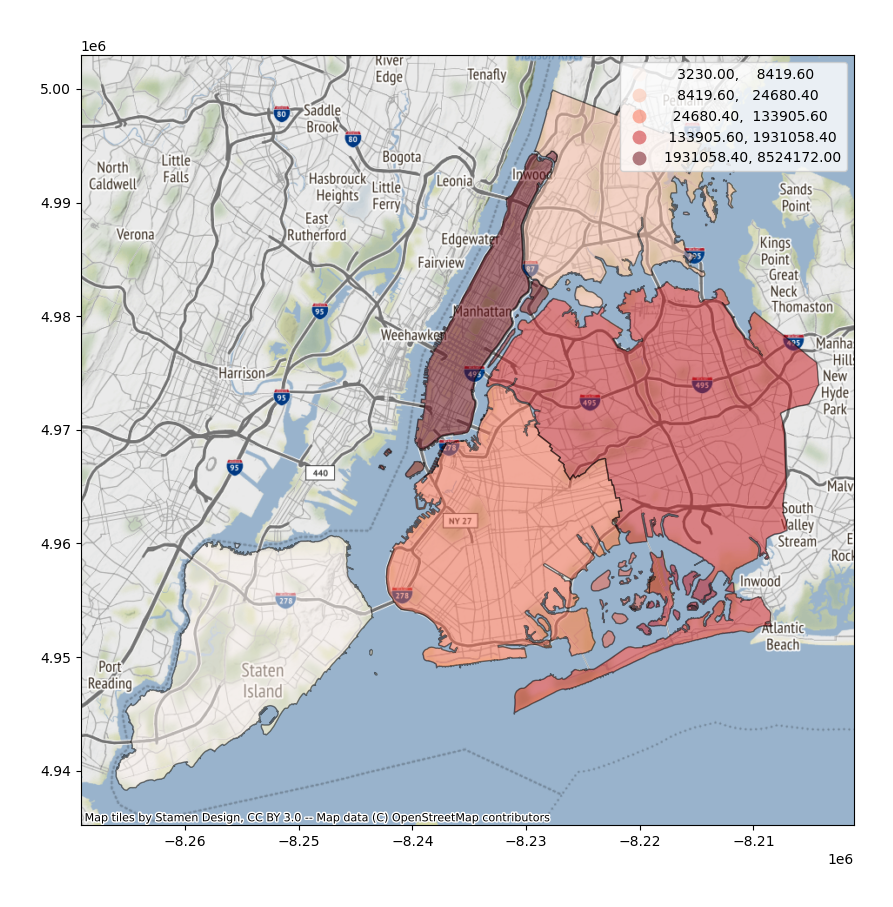 1e6
5.00
4.99
4.98
4.97
4.96
4.95
4.94
−8.26
−8.25
−8.24
−8.23
−8.22
−8.21
1e6
3230.00, 8419.60
8419.60, 24680.40
24680.40, 133905.60
133905.60, 1931058.40
1931058.40, 8524172.00
River
Edge
Tenafly
Saddle
Brook
80
80
Bogota
North
Caldwell
Little
Falls
Hasbrouck
Heights
Little
Ferry
Leonia
Inwood
East
Rutherford
Verona
Edgewater
Fairview
Sands
Point
Kings
Point
Great
Neck
Thomaston
95
Manhattan
Weehawken
495
Harrison
95
495
495
New
Hyde
Park
95
440
NY 27
South
Valley
Stream
278
278
Inwood
Atlantic
Beach
Port
Reading
Staten
Island
Map tiles by Stamen Design, CC BY 3.0 -- Map data (C) OpenStreetMap contributors